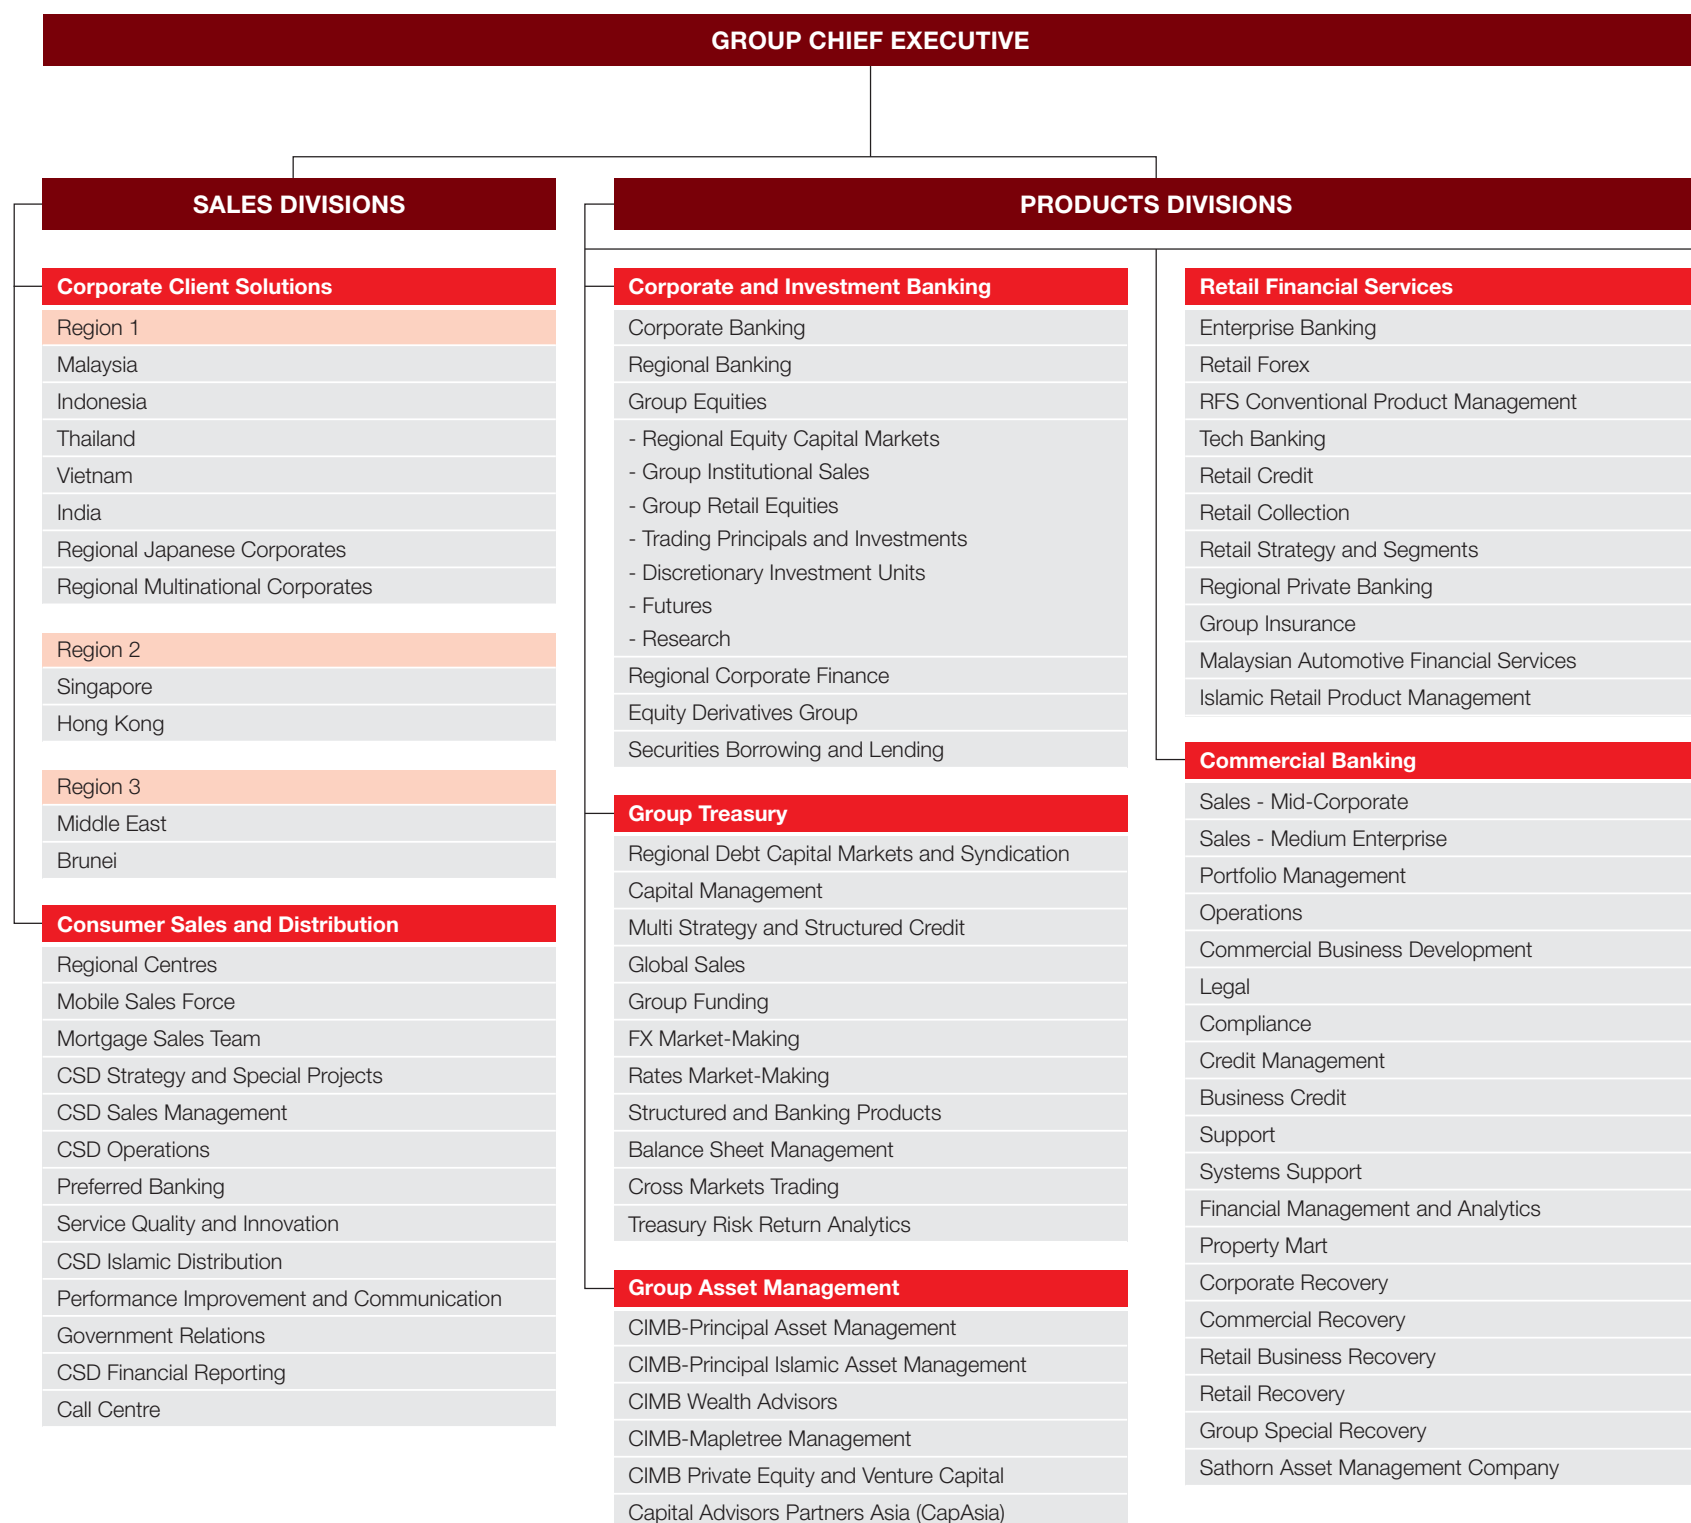 GROUP CHIEF EXECUTIVE
SALES DIVISIONS
Corporate Client Solutions
Region 1
Malaysia
Indonesia
Thailand
Vietnam
India
Regional Japanese Corporates
Regional Multinational Corporates
Region 2
Singapore
Hong Kong
Region 3
Middle East
Brunei
Consumer Sales and Distribution
Regional Centres
Mobile Sales Force
Mortgage Sales Team
CSD Strategy and Special Projects
CSD Sales Management
CSD Operations
Preferred Banking
Service Quality and Innovation
CSD Islamic Distribution
Performance Improvement and Communication
Government Relations
CSD Financial Reporting
Call Centre
PRODUCTS DIVISIONS
Corporate and Investment Banking
Corporate Banking
Regional Banking
Group Equities
- Regional Equity Capital Markets
- Group Institutional Sales
- Group Retail Equities
- Trading Principals and Investments
- Discretionary Investment Units
- Futures
- Research
Regional Corporate Finance
Equity Derivatives Group
Securities Borrowing and Lending
Group Treasury
Regional Debt Capital Markets and Syndication
Capital Management
Multi Strategy and Structured Credit
Global Sales
Group Funding
FX Market-Making
Rates Market-Making
Structured and Banking Products
Balance Sheet Management
Cross Markets Trading
Treasury Risk Return Analytics
Group Asset Management
CIMB-Principal Asset Management
CIMB-Principal Islamic Asset Management
CIMB Wealth Advisors
CIMB-Mapletree Management
CIMB Private Equity and Venture Capital
Capital Advisors Partners Asia (CapAsia)
Retail Financial Services
Enterprise Banking
Retail Forex
RFS Conventional Product Management
Tech Banking
Retail Credit
Retail Collection
Retail Strategy and Segments
Regional Private Banking
Group Insurance
Malaysian Automotive Financial Services
Islamic Retail Product Management
Commercial Banking
Sales - Mid-Corporate
Sales - Medium Enterprise
Portfolio Management
Operations
Commercial Business Development
Legal
Compliance
Credit Management
Business Credit
Support
Systems Support
Financial Management and Analytics
Property Mart
Corporate Recovery
Commercial Recovery
Retail Business Recovery
Retail Recovery
Group Special Recovery
Sathorn Asset Management Company